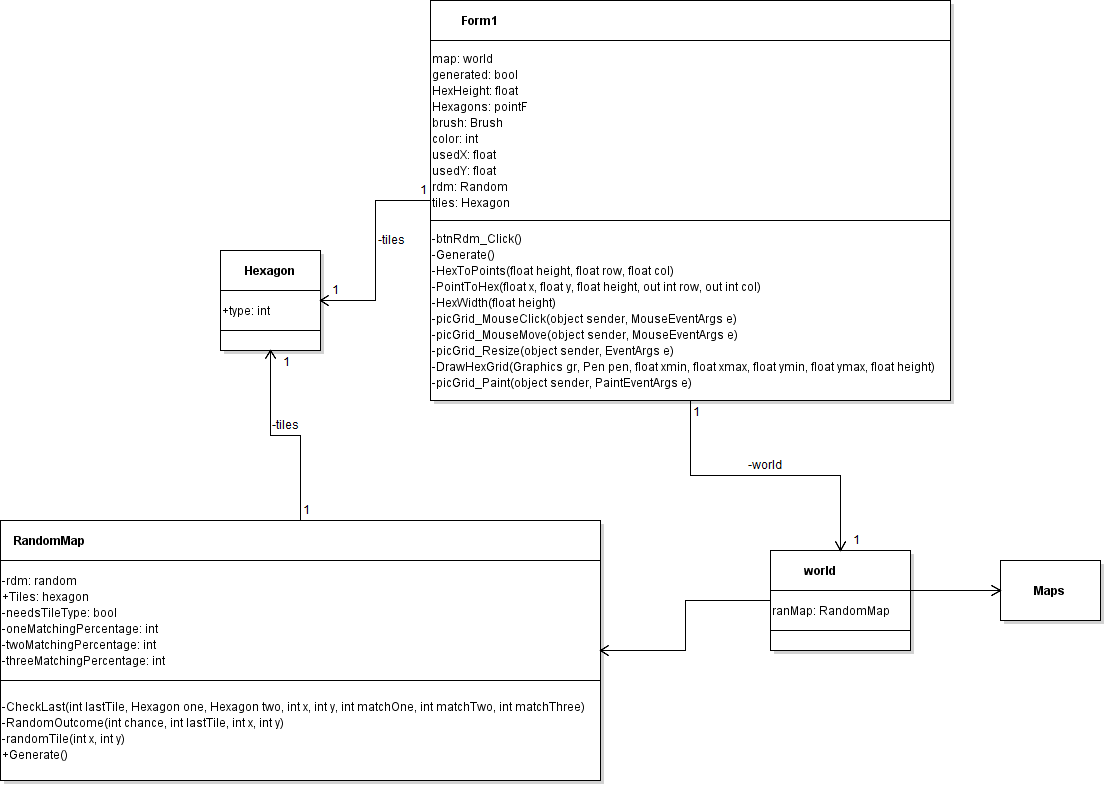 Form1
map: world
generated: bool
HexHeight: float
Hexagons: pointF
brush: Brush
color: int
usedX: float
usedY: float
rdm: Random
tiles: Hexagon
-btnRdm_Click()
-Generate()
-HexToPoints(float height, float row, float col)
-PointToHex(float x, float y, float height, out int row, out int col)
-HexWidth(float height)
-picGrid_MouseClick(object sender, MouseEventArgs e)
-picGrid_MouseMove(object sender, MouseEventArgs e)
-picGrid_Resize(object sender, EventArgs e)
-DrawHexGrid(Graphics gr, Pen pen, float xmin, float xmax, float ymin, float ymax, float height)
-picGrid_Paint(object sender, PaintEventArgs e)
1
-tiles
1
Hexagon
+type: int
1
-tiles
1
1
-world
1
RandomMap
-rdm: random
+Tiles: hexagon
-needsTileType: bool
-oneMatchingPercentage: int
-twoMatchingPercentage: int
-threeMatchingPercentage: int
-CheckLast(int lastTile, Hexagon one, Hexagon two, int x, int y, int matchOne, int matchTwo, int matchThree)
-RandomOutcome(int chance, int lastTile, int x, int y)
-randomTile(int x, int y)
+Generate()
world
ranMap: RandomMap
Maps